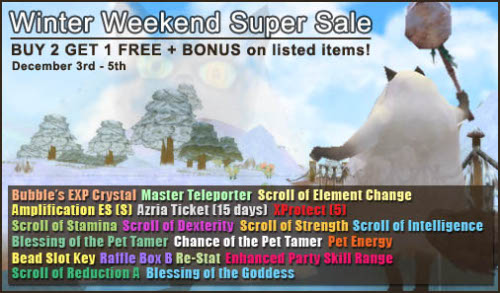 Winter Weekend Super Sale
BUY 2 GET 1 FREE + BONUS on listed items!
December 3rd - 5th
Bubble's EXP Crystal Master Teleporter Scroll of Element Change
Amplification ES (S) Azria Ticket (15 days) XProtect (5)
Scroll of Stamina Scroll of Dexterity Scroll of Strength Scroll of Intelligence
Blessing of the Pet Tamer Chance of the Pet Tamer Pet Energy
Bead Slot Key Raffle Box B Re-Stat Enhanced Party Skill Range
Scroll of Reduction A Blessing of the Goddess